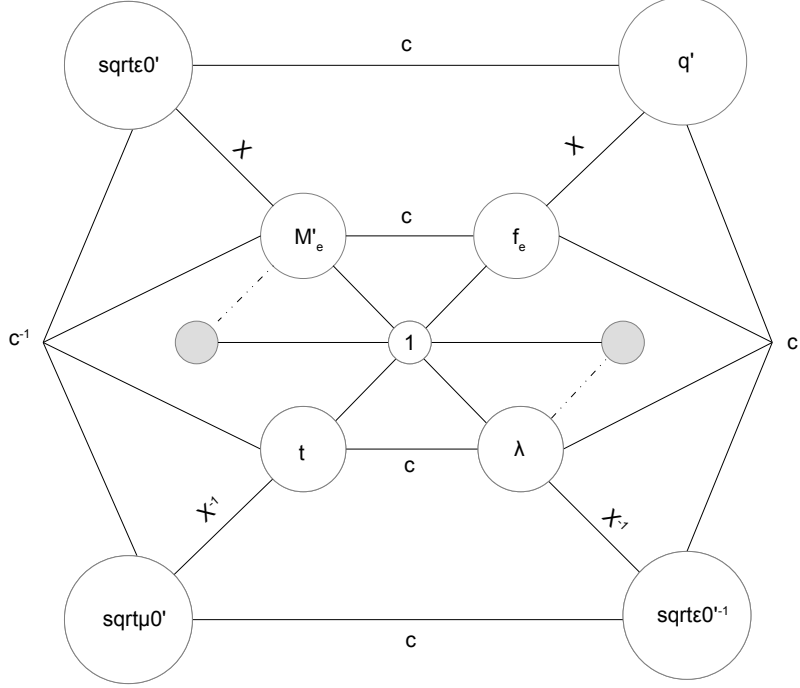 c
sqrtε0'
q'
X
X
c
M'e
fe
c-1
1
c
t
λ
c
X-1
X-1
sqrtμ0'
sqrtε0'-1
c